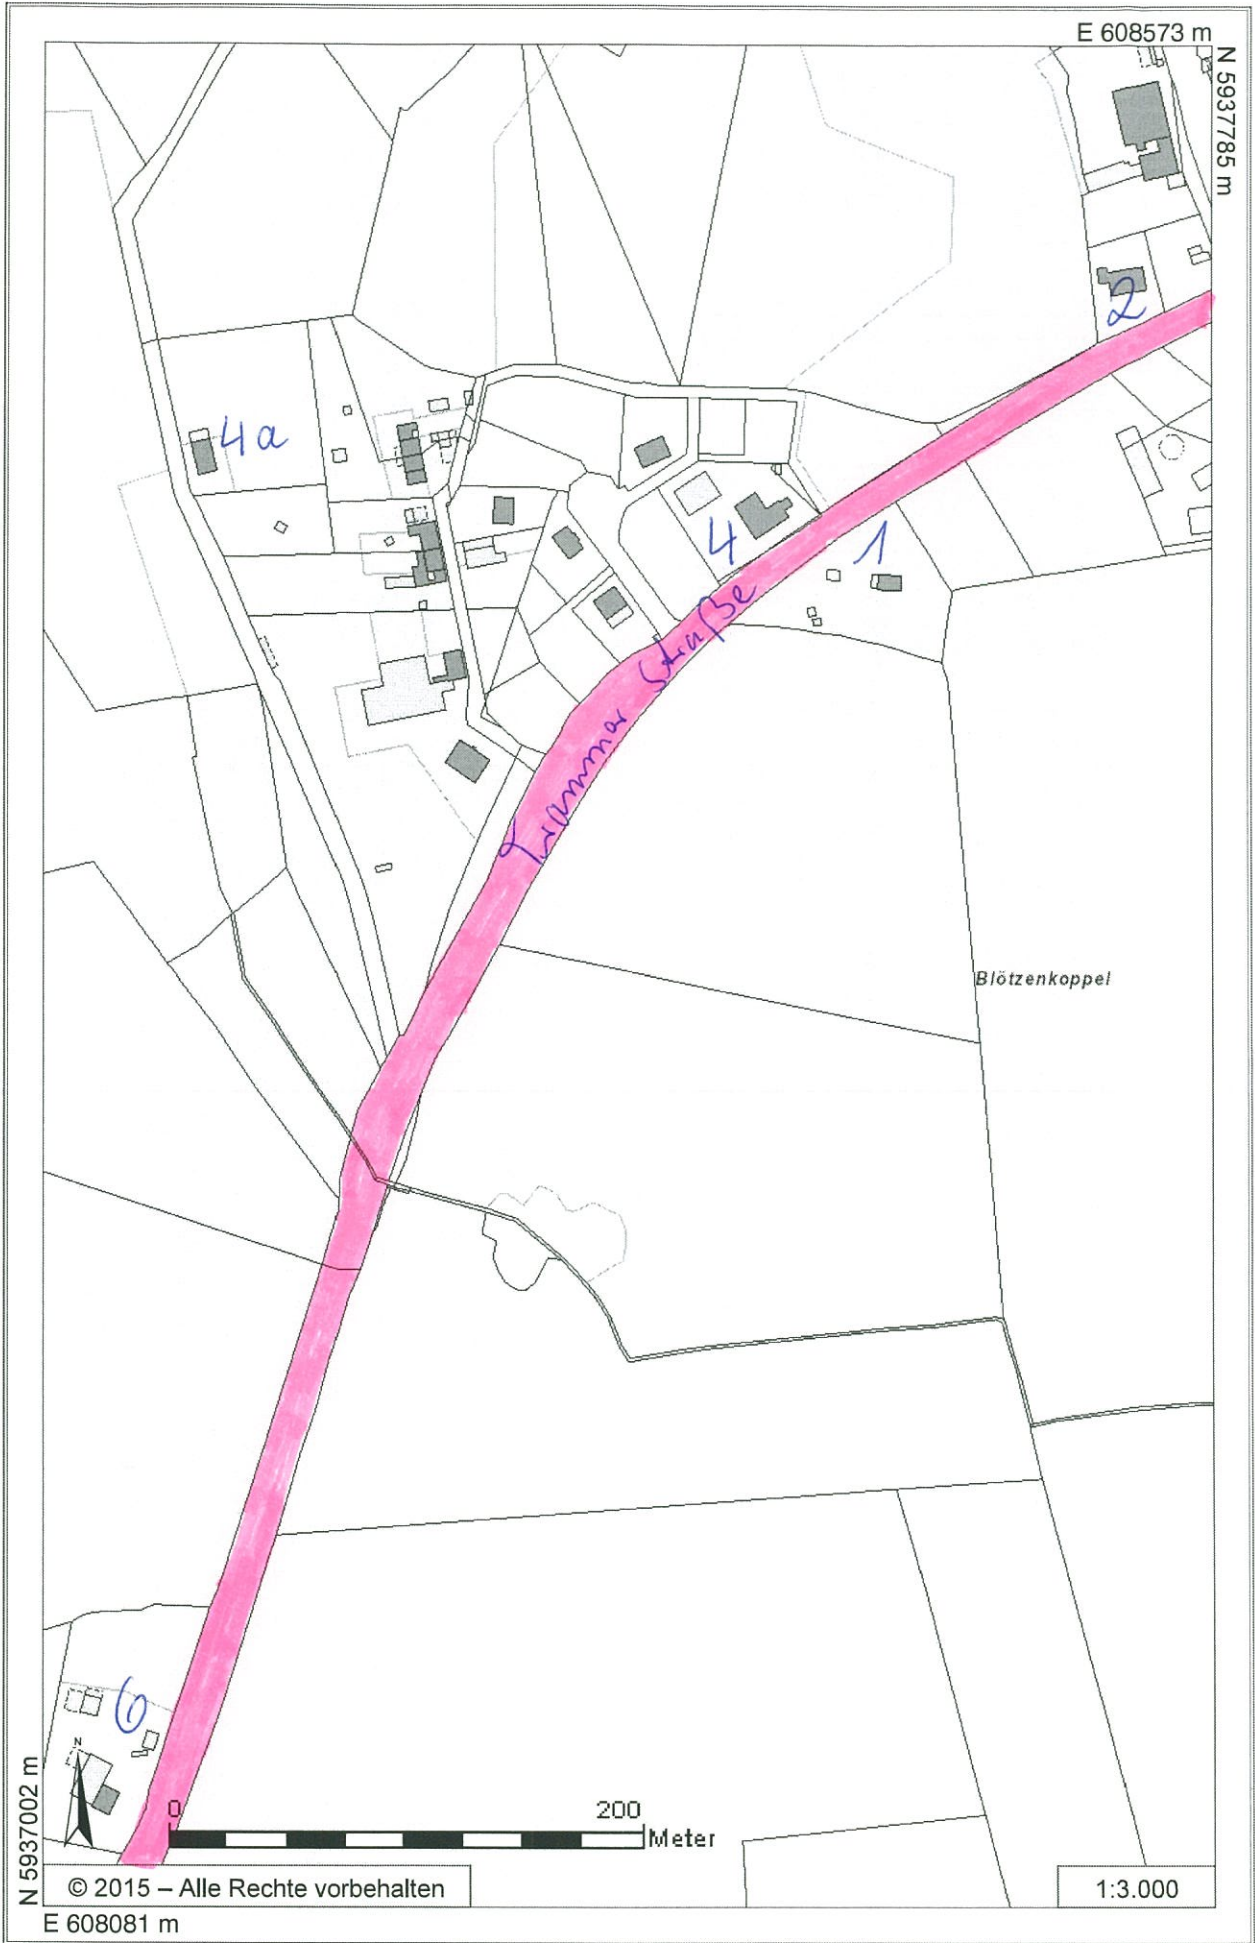 E 608573 m
N 5937785 m
2
4a
4
1
Trammer Straße
Blötzenkoppel
6
N
N 5937002 m
0 200
Meter
© 2015 – Alle Rechte vorbehalten
1:3.000
E 608081 m